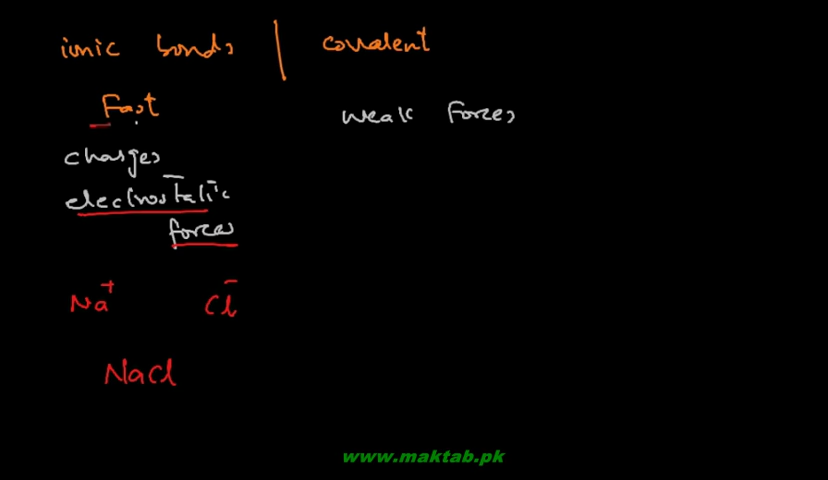 ionic bonds | covalent
Fast
weak forces
charges
electrostatic
forces
Na+ Cl-
NaCl
www.maktab.pk